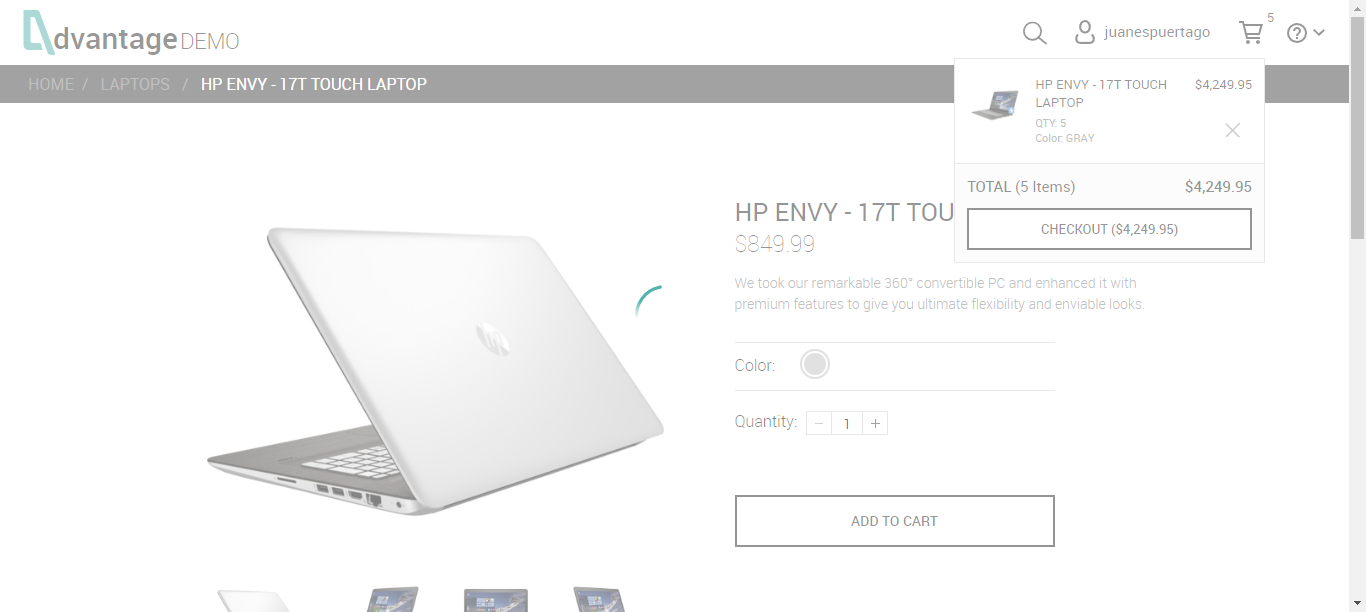 dvantage DEMO
juanespuertago
5
?
HOME / LAPTOPS / HP ENVY - 17T TOUCH LAPTOP
HP ENVY - 17T TOUCH
LAPTOP
$4,249.95
QTY: 5
Color: GRAY
TOTAL (5 Items) $4,249.95
CHECKOUT ($4,249.95)
HP ENVY - 17T TOU
$849.99
We took our remarkable 360° convertible PC and enhanced it with
premium features to give you ultimate flexibility and enviable looks.
Color:
Quantity: − 1 +
ADD TO CART
hp